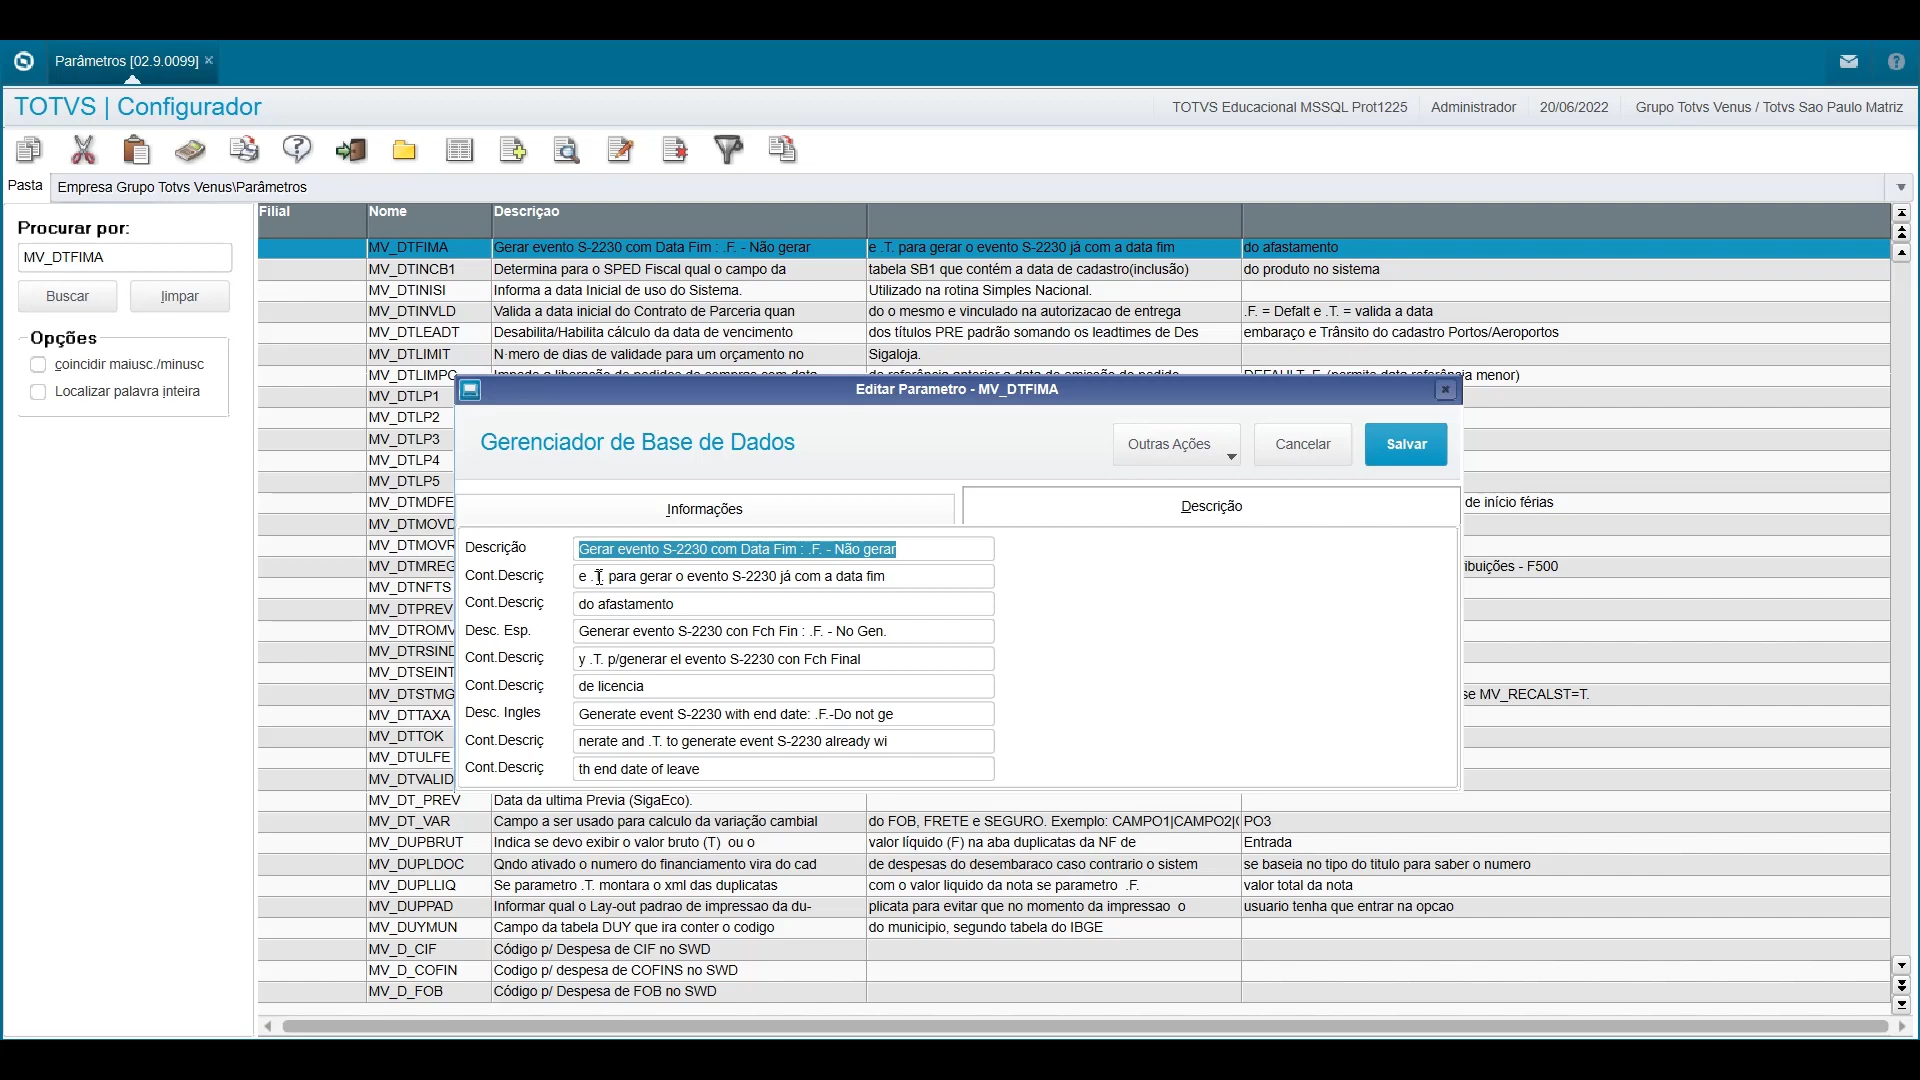 Parâmetros [02.9.0099] ×
TOTVS | Configurador
TOTVS Educacional MSSQL Prot1225 Administrador 20/06/2022 Grupo Totvs Venus / Totvs Sao Paulo Matriz
Pasta Empresa Grupo Totvs Venus\Parâmetros
Procurar por:
MV_DTFIMA
Buscar limpar
Opções
coincidir maiusc./minusc
Localizar palavra inteira
Filial Nome Descriçao
MV_DTFIMA Gerar evento S-2230 com Data Fim : .F. - Não gerar e .T. para gerar o evento S-2230 já com a data fim do afastamento
MV_DTINCB1 Determina para o SPED Fiscal qual o campo da tabela SB1 que contém a data de cadastro(inclusão) do produto no sistema
MV_DTINISI Informa a data Inicial de uso do Sistema. Utilizado na rotina Simples Nacional.
MV_DTINVLD Valida a data inicial do Contrato de Parceria quan do o mesmo e vinculado na autorizacao de entrega .F. = Defalt e .T. = valida a data
MV_DTLEADT Desabilita/Habilita cálculo da data de vencimento dos títulos PRE padrão somando os leadtimes de Des embaraço e Trânsito do cadastro Portos/Aeroportos
MV_DTLIMIT N·mero de dias de validade para um orçamento no Sigaloja.
MV_DTLIMPC
MV_DTLP1
MV_DTLP2
MV_DTLP3
MV_DTLP4
MV_DTLP5
MV_DTMDFE de início férias
MV_DTMOVD
MV_DTMOVR
MV_DTMREG ibuições - F500
MV_DTNFTS
MV_DTPREV
MV_DTROMV
MV_DTRSIND
MV_DTSEINT
MV_DTSTMG se MV_RECALST=T.
MV_DTTAXA
MV_DTTOK
MV_DTULFE
MV_DTVALID
MV_DT_PREV Data da ultima Previa (SigaEco).
MV_DT_VAR Campo a ser usado para calculo da variação cambial do FOB, FRETE e SEGURO. Exemplo: CAMPO1|CAMPO2|( PO3
MV_DUPBRUT Indica se devo exibir o valor bruto (T) ou o valor líquido (F) na aba duplicatas da NF de Entrada
MV_DUPLDOC Qndo ativado o numero do financiamento vira do cad de despesas do desembaraco caso contrario o sistem se baseia no tipo do titulo para saber o numero
MV_DUPLLIQ Se parametro .T. montara o xml das duplicatas com o valor liquido da nota se parametro .F. valor total da nota
MV_DUPPAD Informar qual o Lay-out padrao de impressao da du- plicata para evitar que no momento da impressao o usuario tenha que entrar na opcao
MV_DUYMUN Campo da tabela DUY que ira conter o codigo do municipio, segundo tabela do IBGE
MV_D_CIF Código p/ Despesa de CIF no SWD
MV_D_COFIN Codigo p/ despesa de COFINS no SWD
MV_D_FOB Código p/ Despesa de FOB no SWD
Editar Parametro - MV_DTFIMA
Gerenciador de Base de Dados
Outras Ações Cancelar Salvar
Informações Descrição
Descrição Gerar evento S-2230 com Data Fim : .F. - Não gerar
Cont.Descriç e .T. para gerar o evento S-2230 já com a data fim
Cont.Descriç do afastamento
Desc. Esp. Generar evento S-2230 con Fch Fin : .F. - No Gen.
Cont.Descriç y .T. p/generar el evento S-2230 con Fch Final
Cont.Descriç de licencia
Desc. Ingles Generate event S-2230 with end date: .F.-Do not ge
Cont.Descriç nerate and .T. to generate event S-2230 already wi
Cont.Descriç th end date of leave